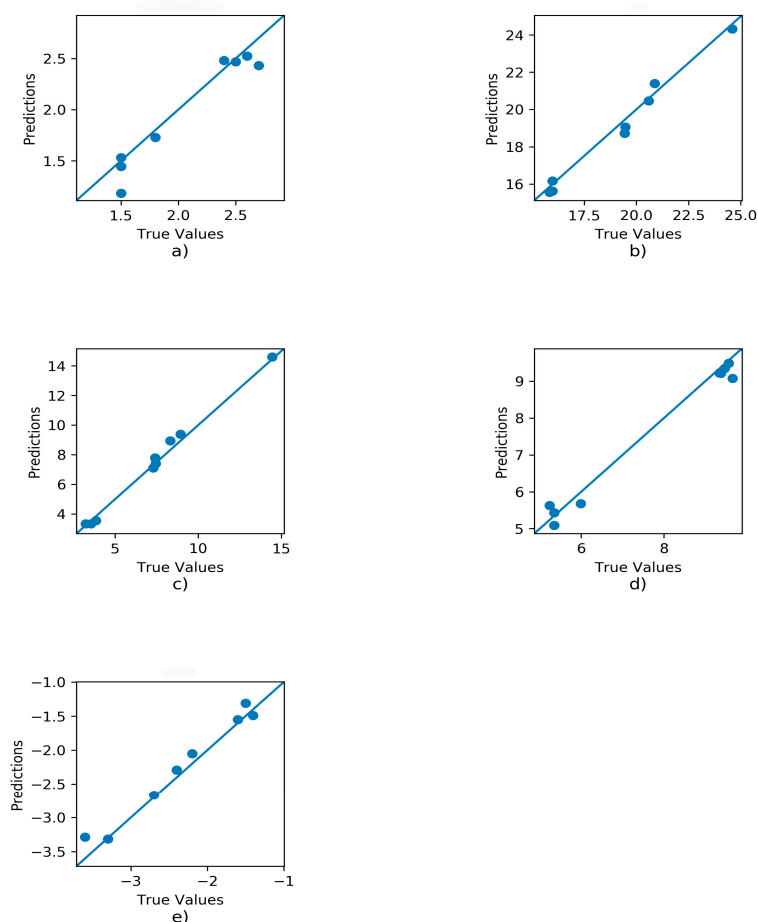 Predictions
2.5
2.0
1.5
1.5 2.0 2.5
True Values
a)
Predictions
24
22
20
18
16
17.5 20.0 22.5 25.0
True Values
b)
Predictions
14
12
10
8
6
4
5 10 15
True Values
c)
Predictions
9
8
7
6
5
6 8
True Values
d)
Predictions
−1.0
−1.5
−2.0
−2.5
−3.0
−3.5
−3 −2 −1
True Values
e)